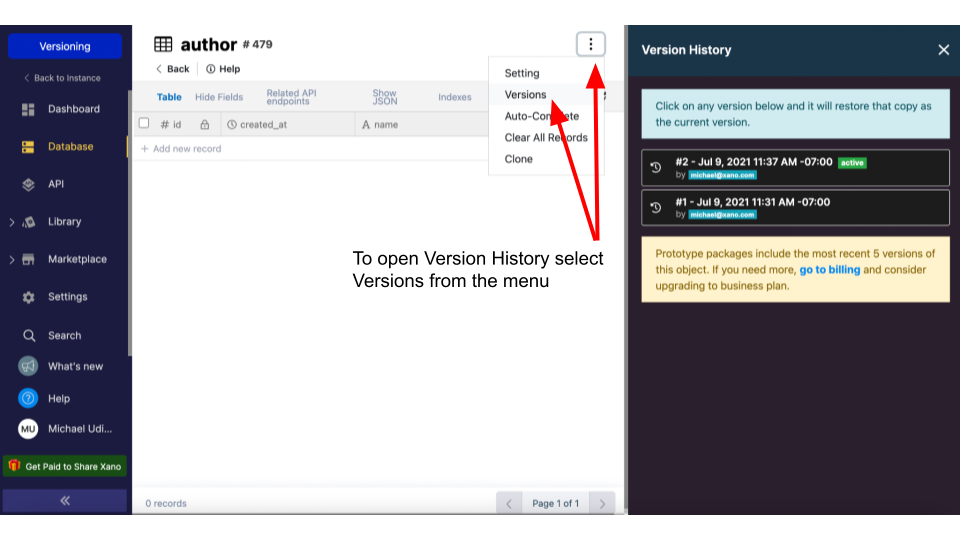 Versioning
Back to Instance
Dashboard
Database
API
Library
Marketplace
Settings
Search
What's new
Help
MU Michael Udi...
Get Paid to Share Xano
author # 479
Back Help
Table Hide Fields Related API endpoints Show JSON Indexes
# id created_at A name
+ Add new record
Setting
Versions
Auto-Complete
Clear All Records
Clone
To open Version History select
Versions from the menu
0 records
Page 1 of 1
Version History
Click on any version below and it will restore that copy as
the current version.
#2 - Jul 9, 2021 11:37 AM -07:00 active
by michael@xano.com
#1 - Jul 9, 2021 11:31 AM -07:00
by michael@xano.com
Prototype packages include the most recent 5 versions of
this object. If you need more, go to billing and consider
upgrading to business plan.